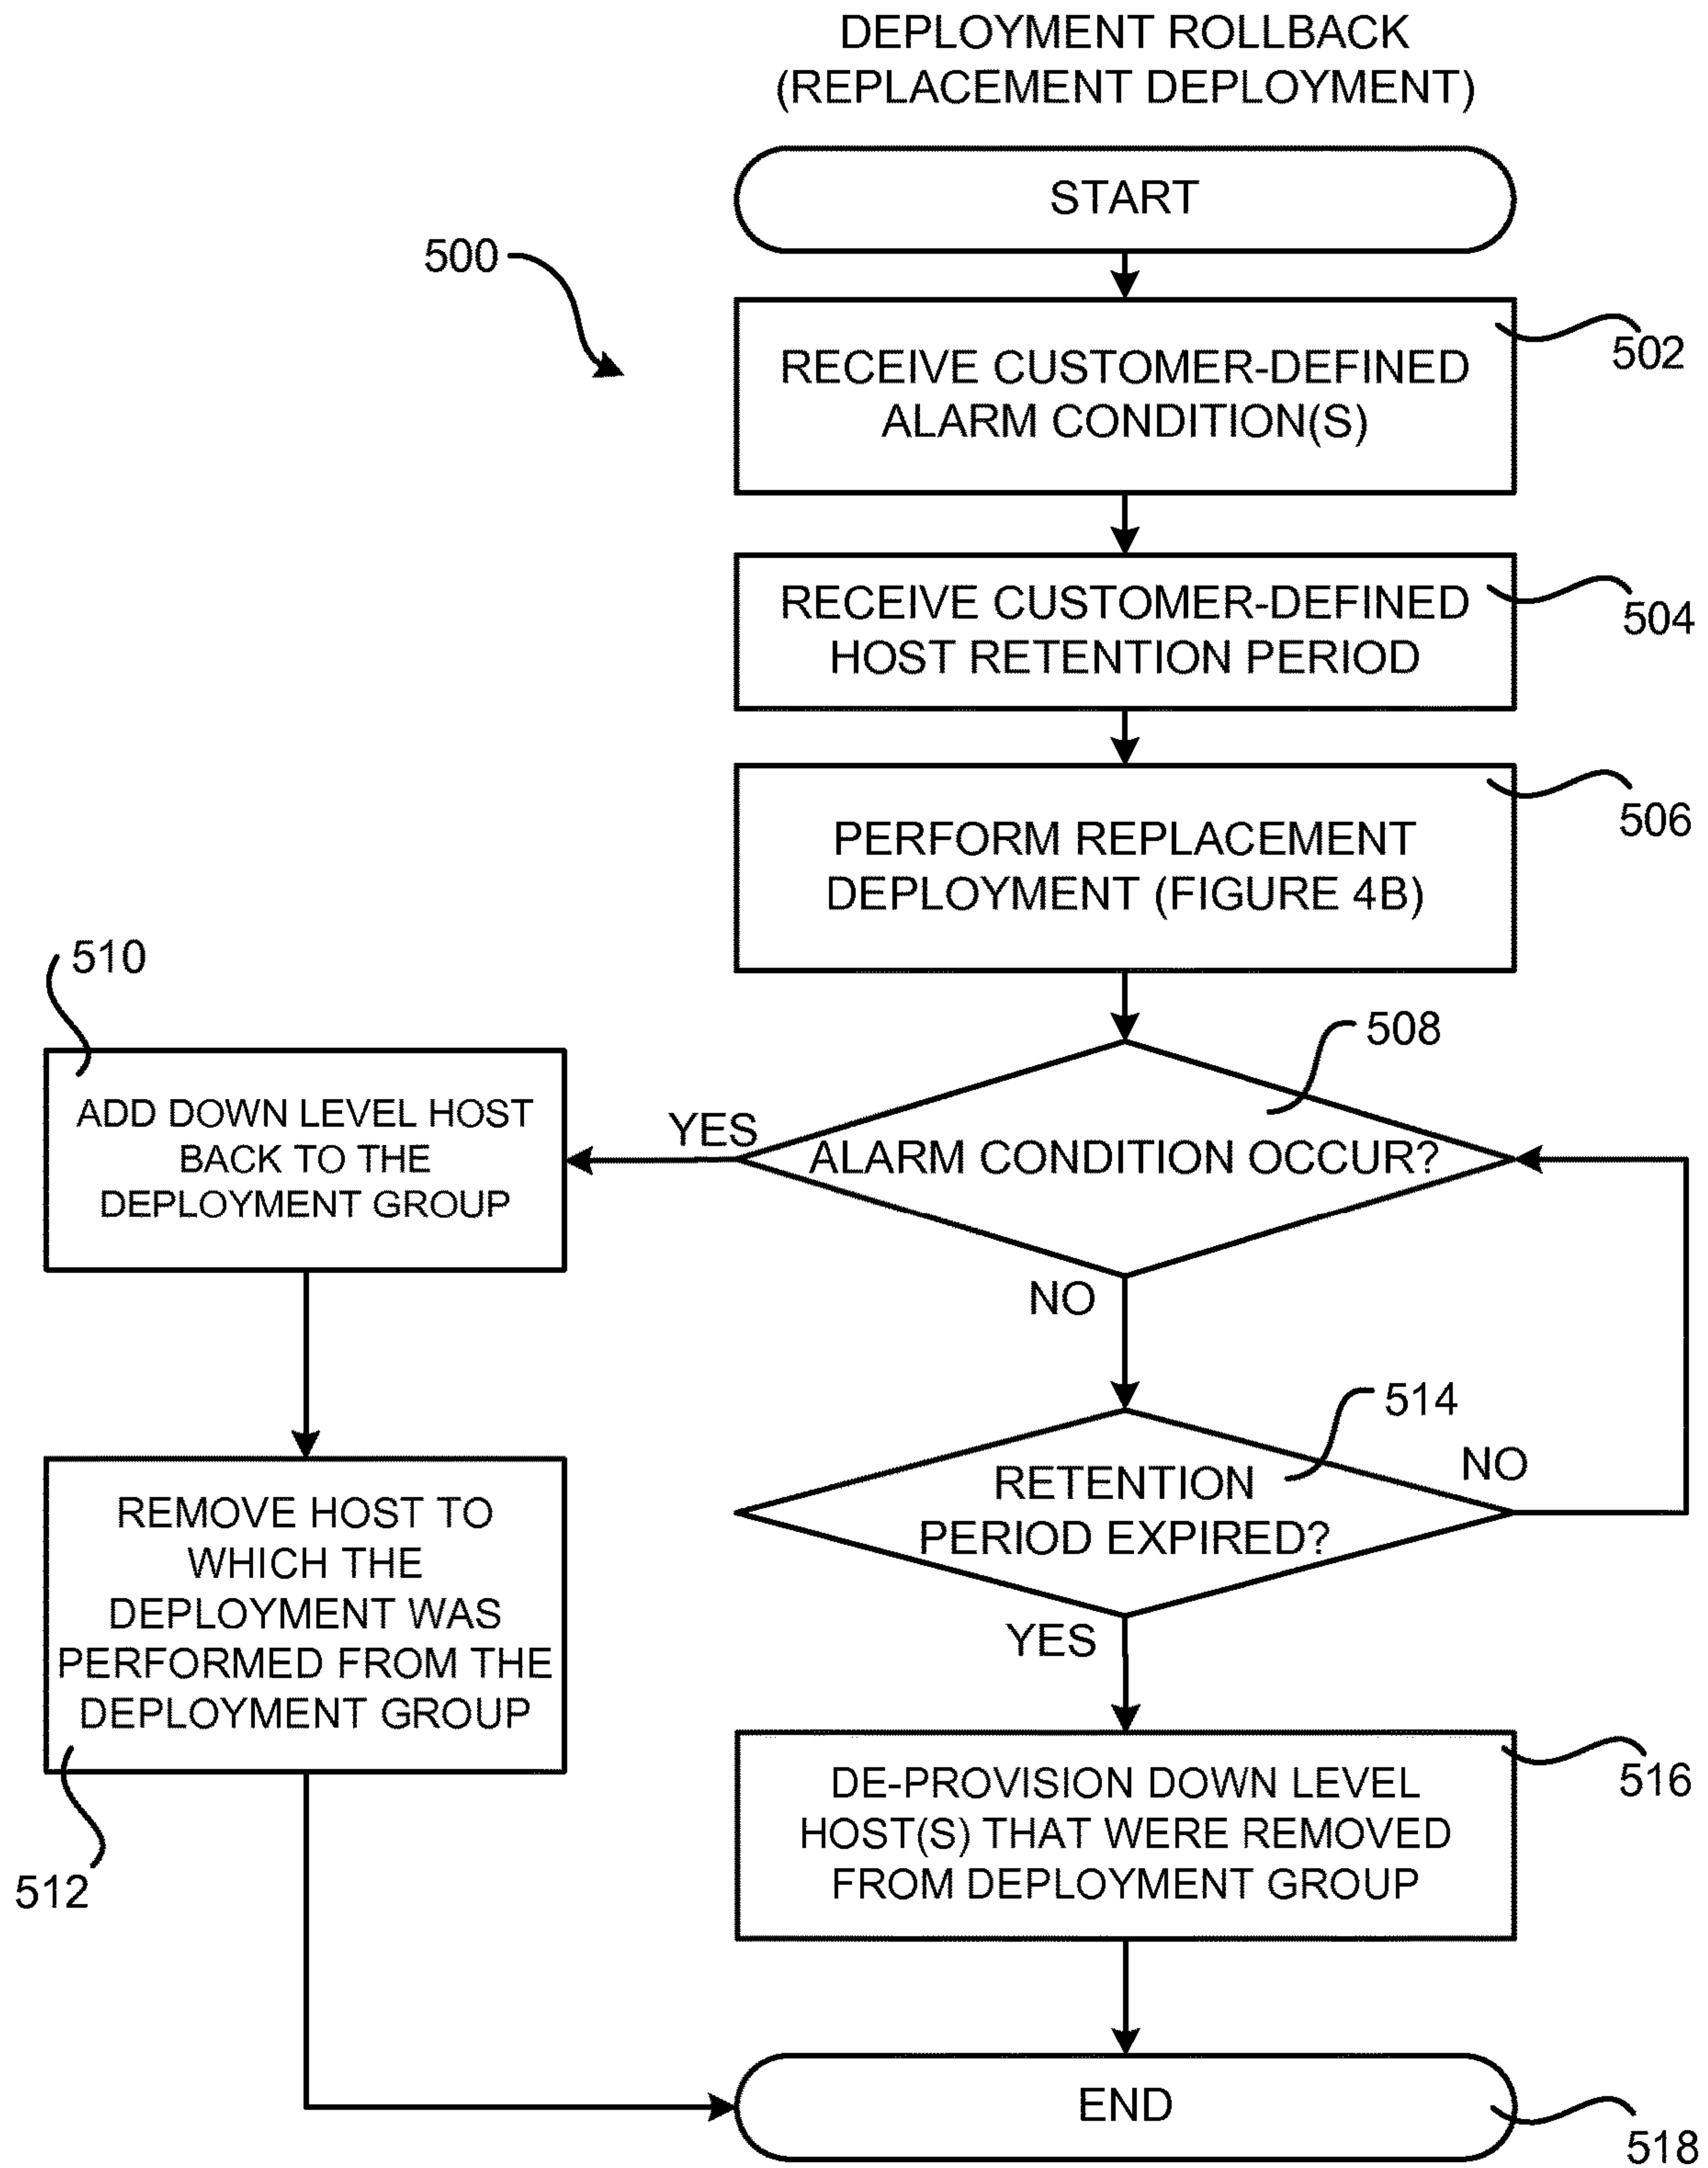 DEPLOYMENT ROLLBACK
(REPLACEMENT DEPLOYMENT)
START
500
RECEIVE CUSTOMER-DEFINED
ALARM CONDITION(S)
502
RECEIVE CUSTOMER-DEFINED
HOST RETENTION PERIOD
504
PERFORM REPLACEMENT
DEPLOYMENT (FIGURE 4B)
506
508
ALARM CONDITION OCCUR?
YES
NO
510
ADD DOWN LEVEL HOST
BACK TO THE
DEPLOYMENT GROUP
REMOVE HOST TO
WHICH THE
DEPLOYMENT WAS
PERFORMED FROM THE
DEPLOYMENT GROUP
512
514
RETENTION
PERIOD EXPIRED?
NO
YES
DE-PROVISION DOWN LEVEL
HOST(S) THAT WERE REMOVED
FROM DEPLOYMENT GROUP
516
END
518